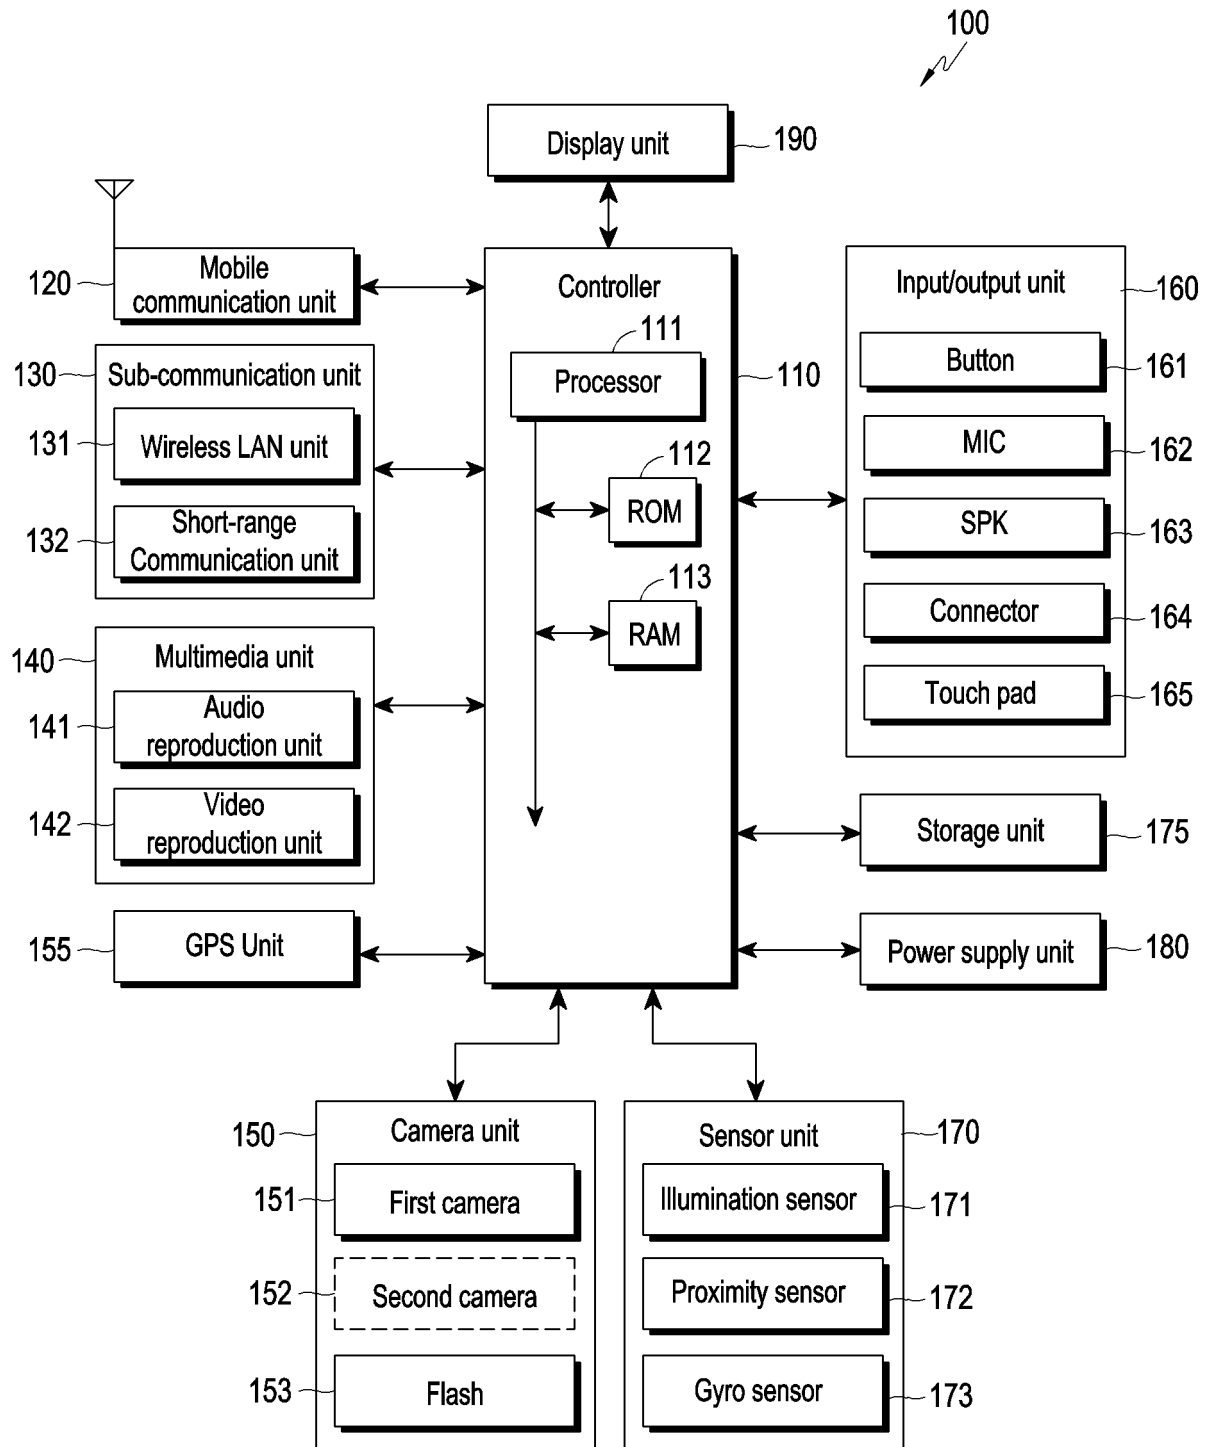 100
Display unit
190
120
Mobile
communication unit
Controller
111
Processor
112
ROM
113
RAM
110
130
Sub-communication unit
131
Wireless LAN unit
132
Short-range
Communication unit
140
Multimedia unit
141
Audio
reproduction unit
142
Video
reproduction unit
155
GPS Unit
Input/output unit
160
Button
161
MIC
162
SPK
163
Connector
164
Touch pad
165
Storage unit
175
Power supply unit
180
150
Camera unit
151
First camera
152
Second camera
153
Flash
Sensor unit
170
Illumination sensor
171
Proximity sensor
172
Gyro sensor
173